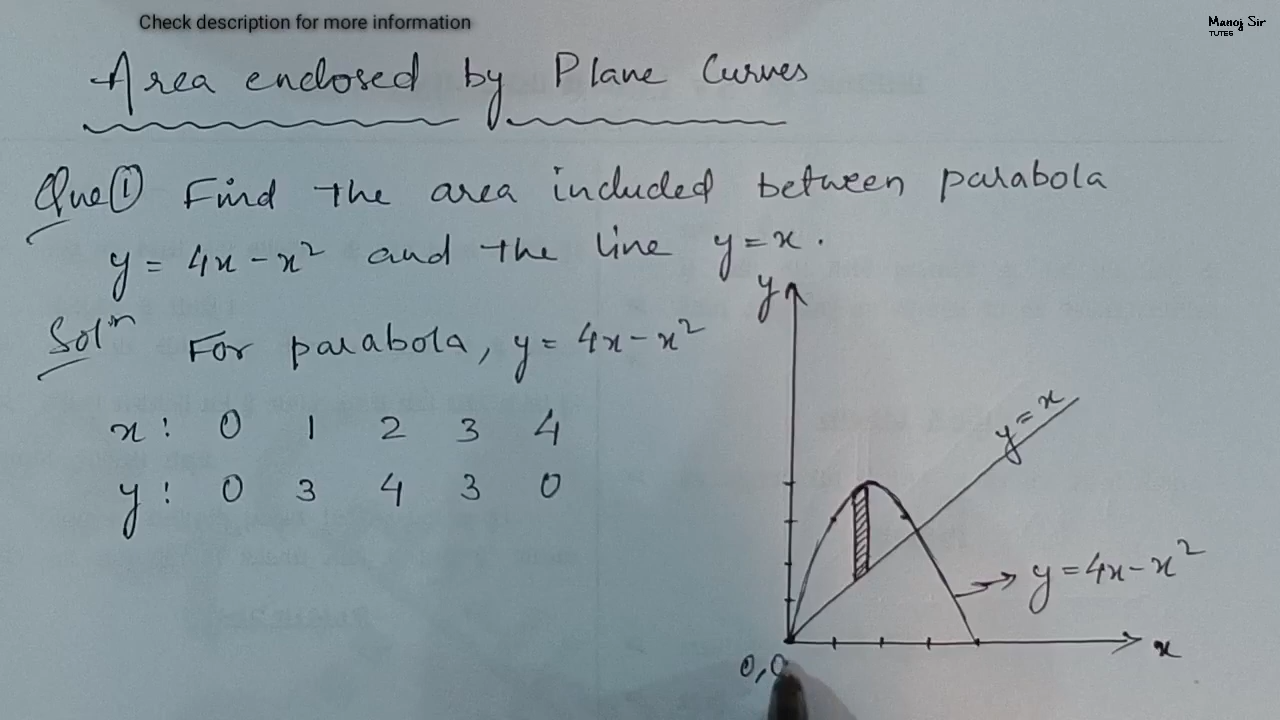 Check description for more information
Manoj Sir
TUTES
Area enclosed by Plane Curves
Que ① Find the area included between parabola
y = 4x - x² and the line y = x.
Solⁿ For parabola, y = 4x - x²
x : 0 1 2 3 4
y : 0 3 4 3 0
y
y = x
y = 4x - x²
x
0,0